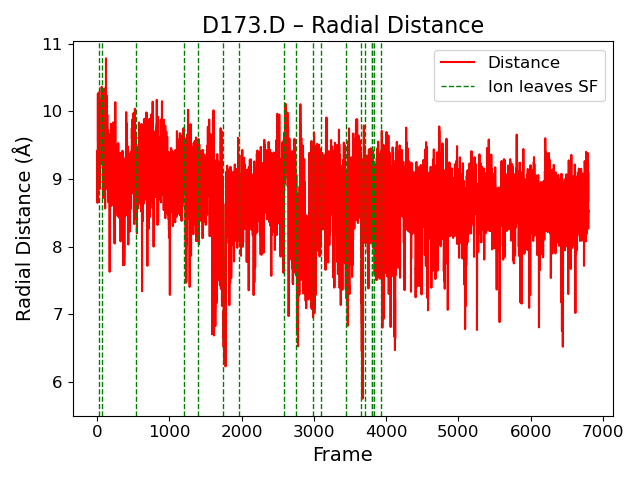 D173.D – Radial Distance
Radial Distance (Å)
11
10
9
8
7
6
Distance
Ion leaves SF
0 1000 2000 3000 4000 5000 6000 7000
Frame